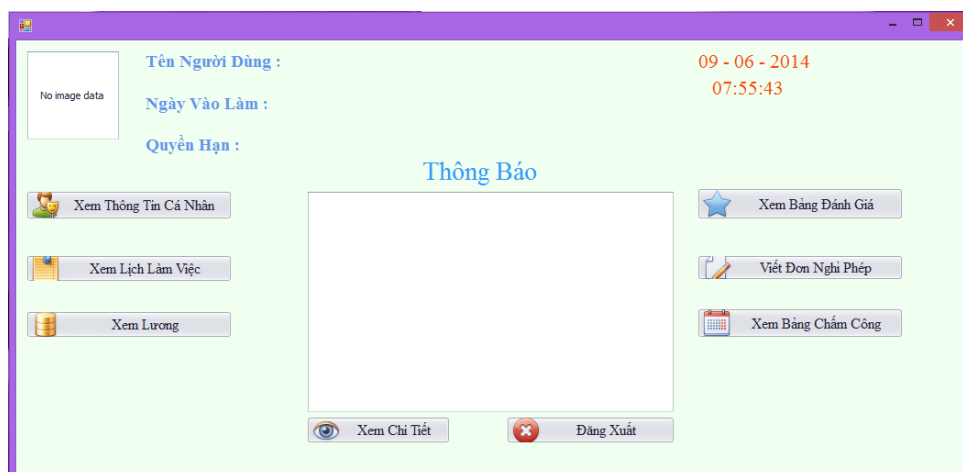 No image data
Tên Người Dùng :
Ngày Vào Làm :
Quyền Hạn :
09 - 06 - 2014
07:55:43
Thông Báo
Xem Thông Tin Cá Nhân
Xem Lịch Làm Việc
Xem Lương
Xem Bảng Đánh Giá
Viết Đơn Nghỉ Phép
Xem Bảng Chấm Công
Xem Chi Tiết
Đăng Xuất